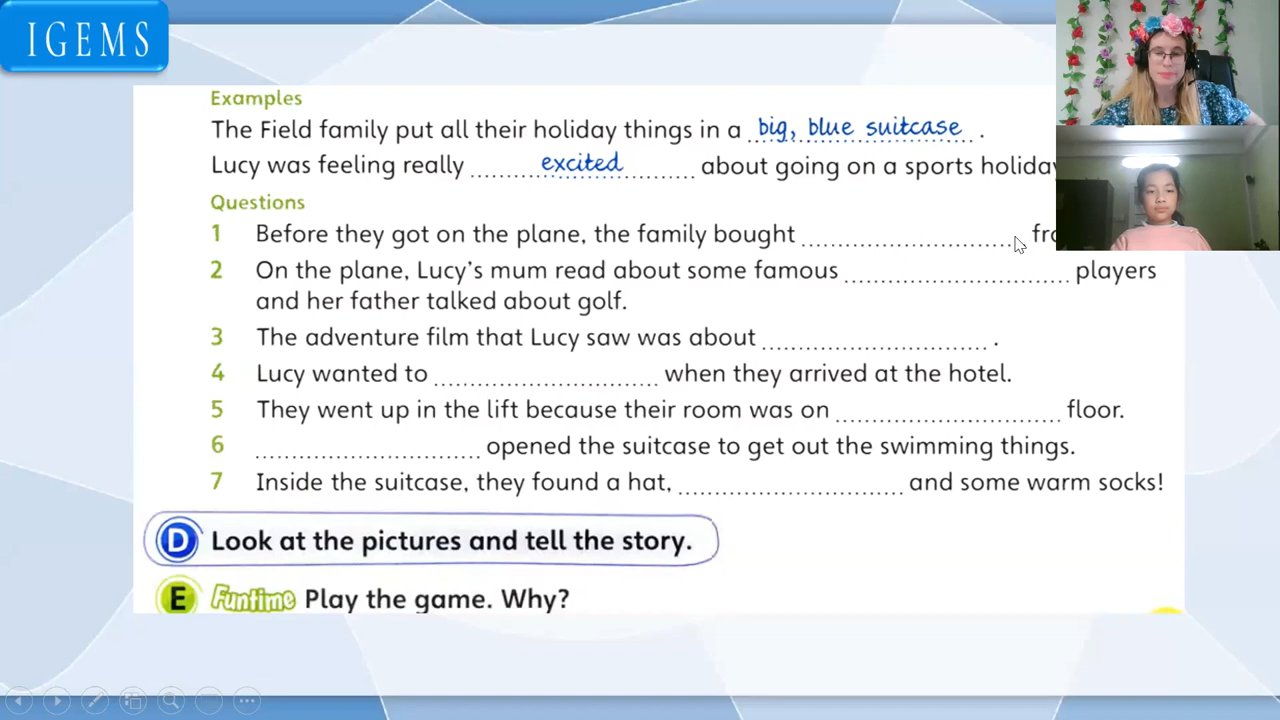 IGEMS
Examples
The Field family put all their holiday things in a big, blue suitcase .
Lucy was feeling really excited about going on a sports holiday
Questions
1 Before they got on the plane, the family bought
2 On the plane, Lucy's mum read about some famous players
and her father talked about golf.
3 The adventure film that Lucy saw was about .
4 Lucy wanted to when they arrived at the hotel.
5 They went up in the lift because their room was on floor.
6 opened the suitcase to get out the swimming things.
7 Inside the suitcase, they found a hat, and some warm socks!
D Look at the pictures and tell the story.
E Funtime Play the game. Why?